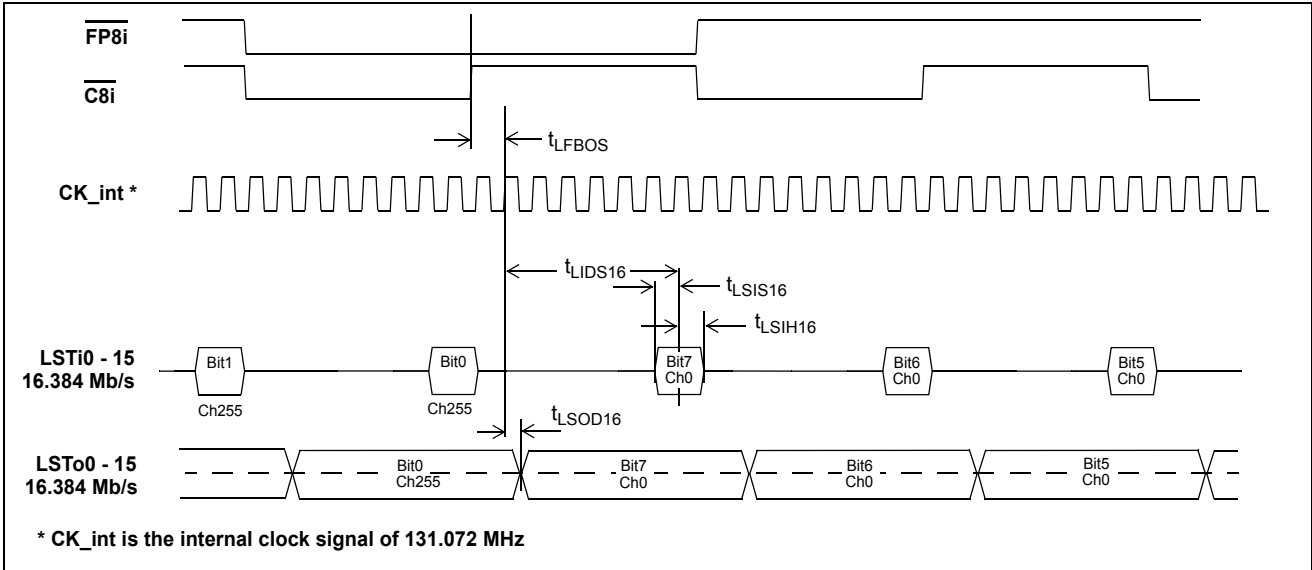 FP8i
C8i
tLFBOS
CK_int *
tLIDS16
tLSIS16
tLSIH16
LSTi0 - 15
16.384 Mb/s
Bit1
Ch255
Bit0
Ch255
Bit7
Ch0
Bit6
Ch0
Bit5
Ch0
tLSOD16
LSTo0 - 15
16.384 Mb/s
Bit0
Ch255
Bit7
Ch0
Bit6
Ch0
Bit5
Ch0
* CK_int is the internal clock signal of 131.072 MHz